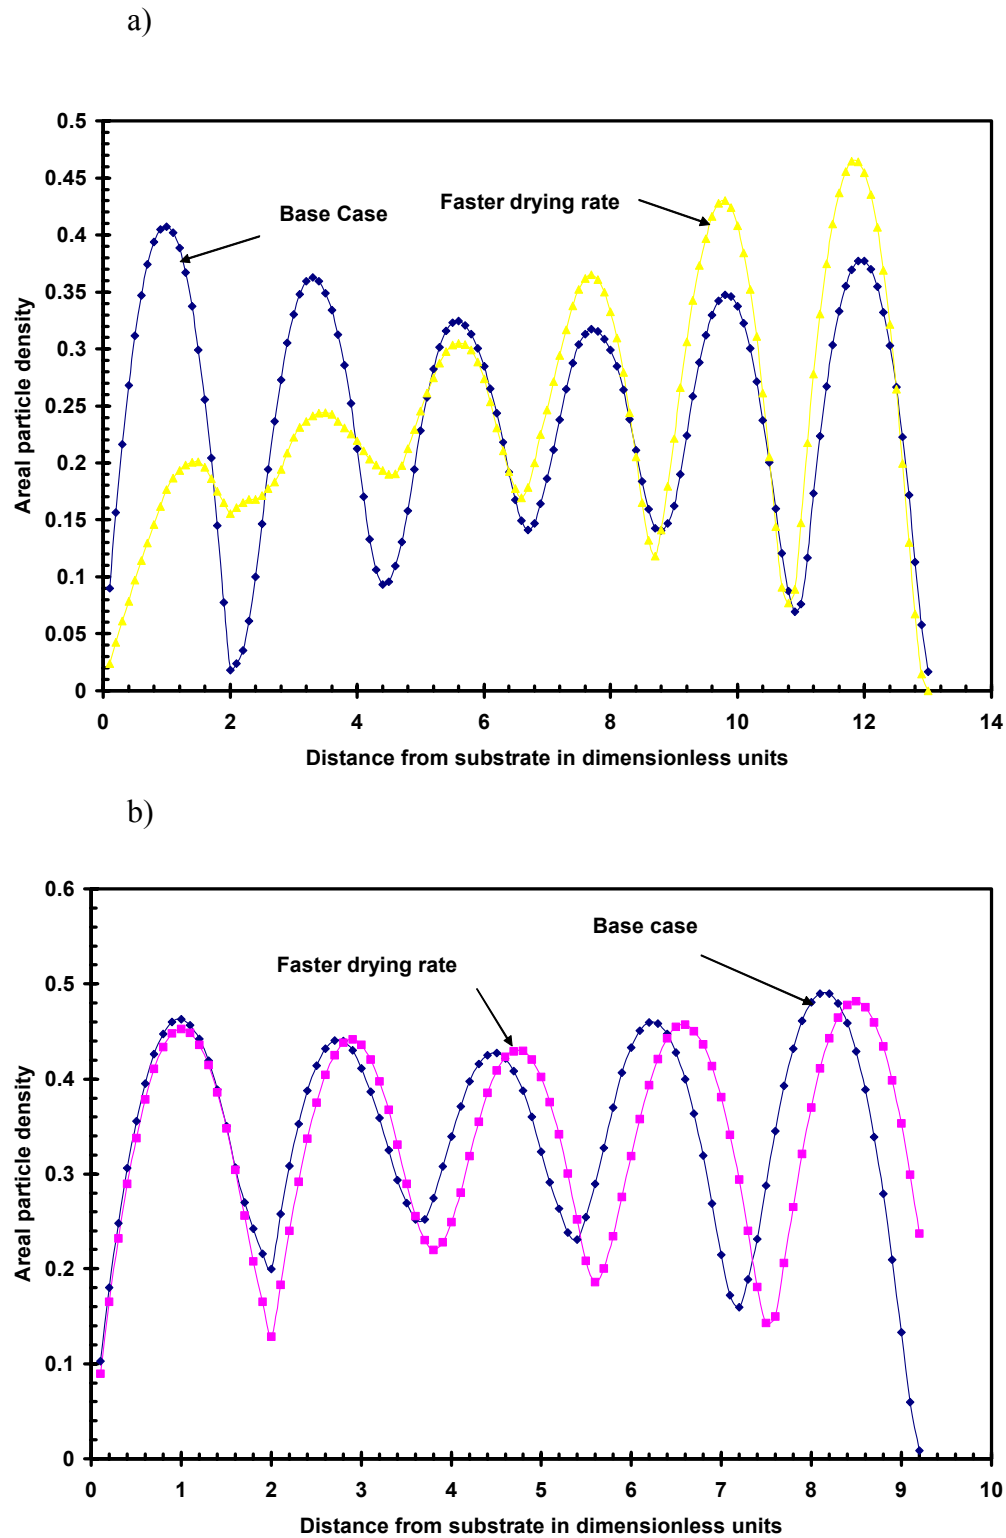 a)
0.5
0.45
0.4
0.35
0.3
0.25
0.2
0.15
0.1
0.05
0
Areal particle density
Base Case
Faster drying rate
0 2 4 6 8 10 12 14
Distance from substrate in dimensionless units
b)
0.6
0.5
0.4
0.3
0.2
0.1
0
Areal particle density
Base case
Faster drying rate
0 1 2 3 4 5 6 7 8 9 10
Distance from substrate in dimensionless units